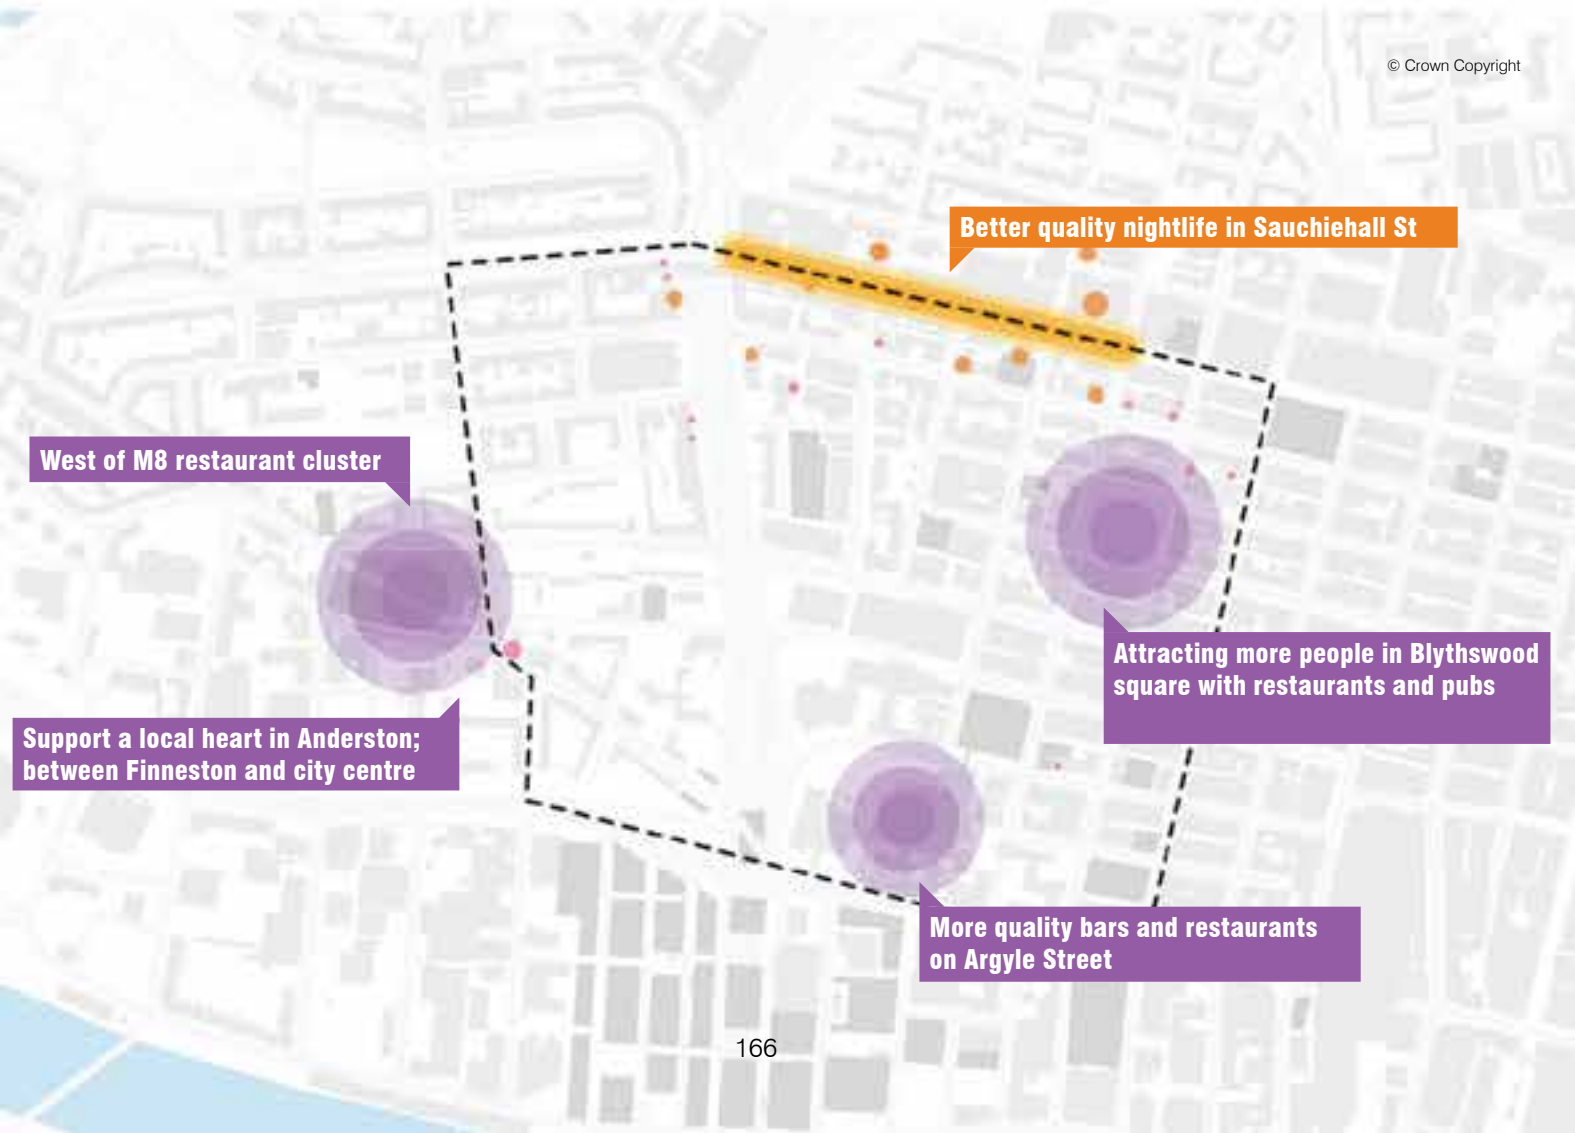 © Crown Copyright
Better quality nightlife in Sauchiehall St
West of M8 restaurant cluster
Attracting more people in Blythswood
square with restaurants and pubs
Support a local heart in Anderston;
between Finneston and city centre
More quality bars and restaurants
on Argyle Street
166